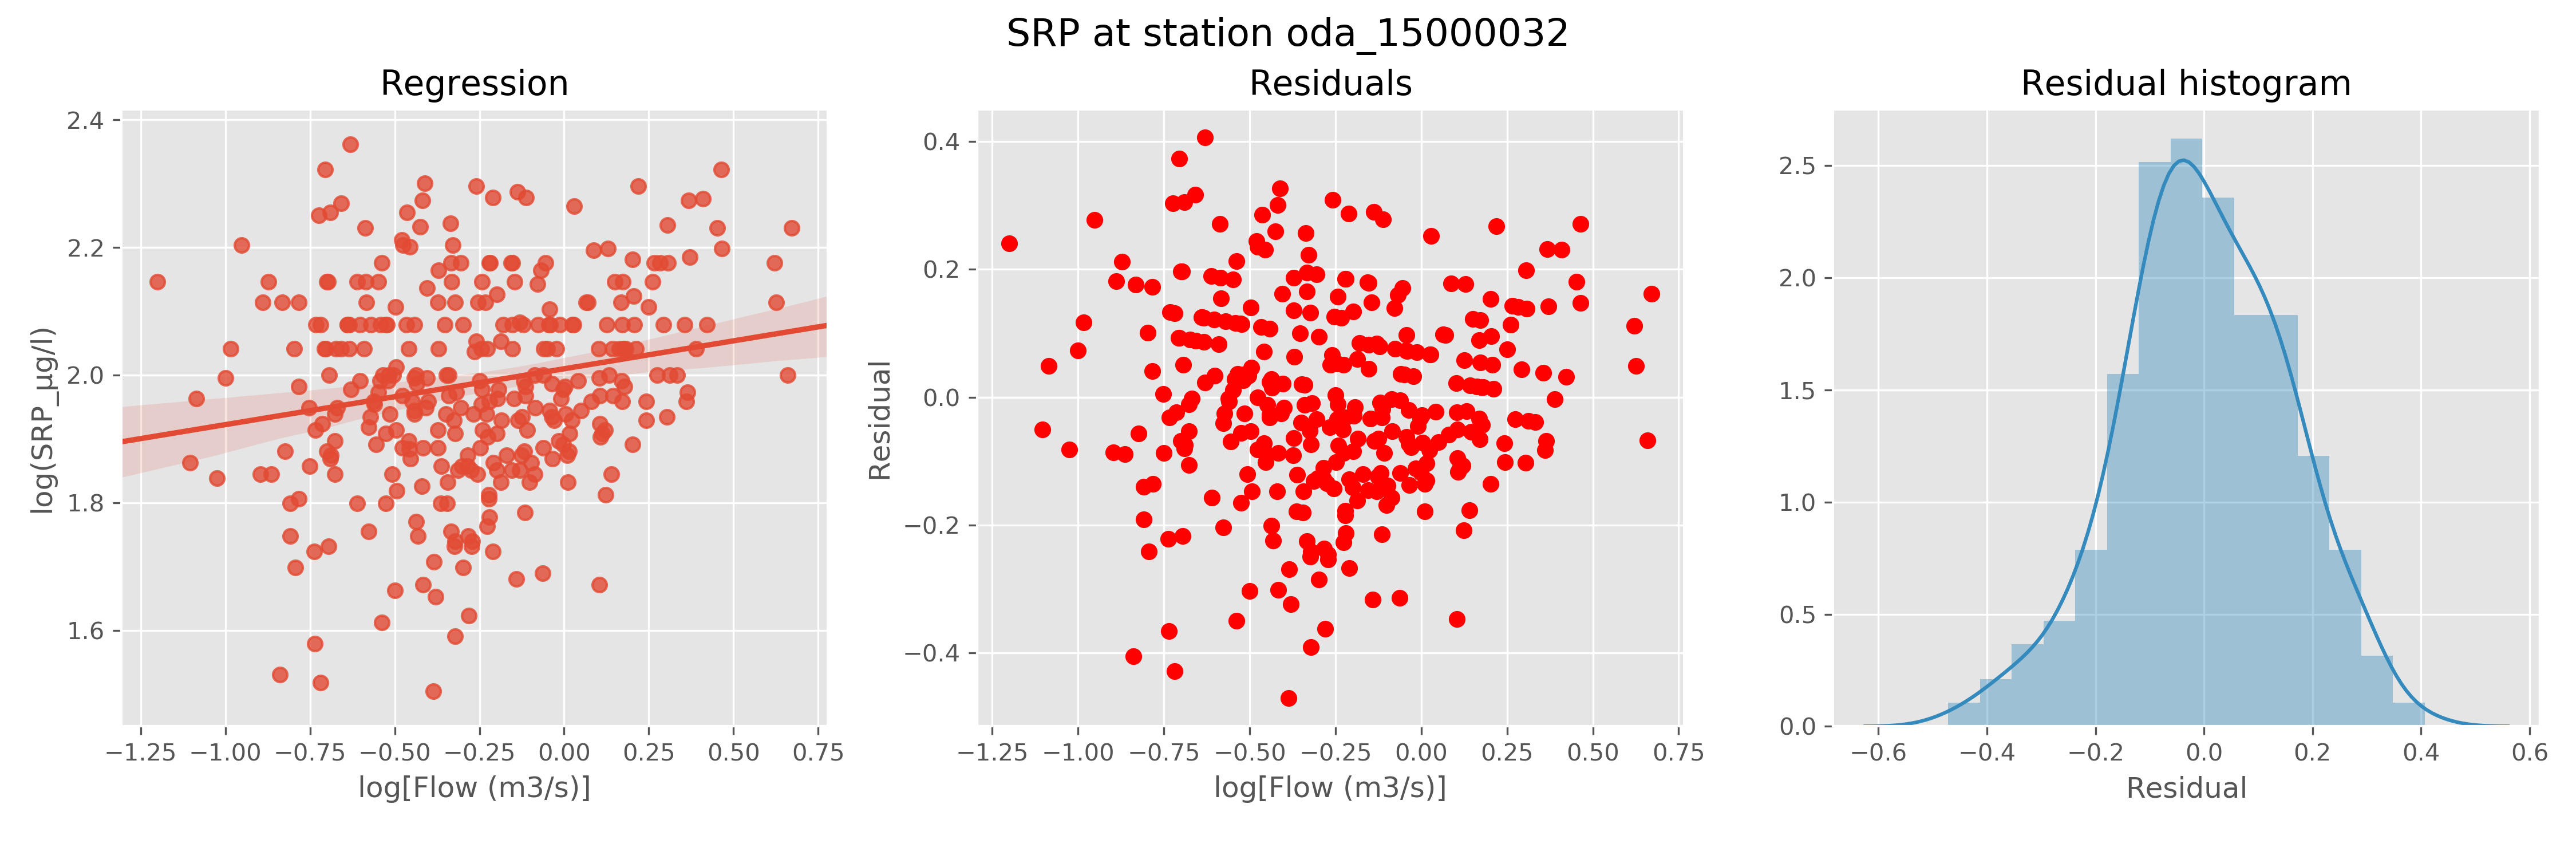 SRP at station oda_15000032
Regression
2.4
2.2
2.0
1.8
1.6
log(SRP_µg/l)
−1.25 −1.00 −0.75 −0.50 −0.25 0.00 0.25 0.50 0.75
log[Flow (m3/s)]
Residuals
0.4
0.2
0.0
−0.2
−0.4
Residual
−1.25 −1.00 −0.75 −0.50 −0.25 0.00 0.25 0.50 0.75
log[Flow (m3/s)]
Residual histogram
2.5
2.0
1.5
1.0
0.5
0.0
−0.6 −0.4 −0.2 0.0 0.2 0.4 0.6
Residual